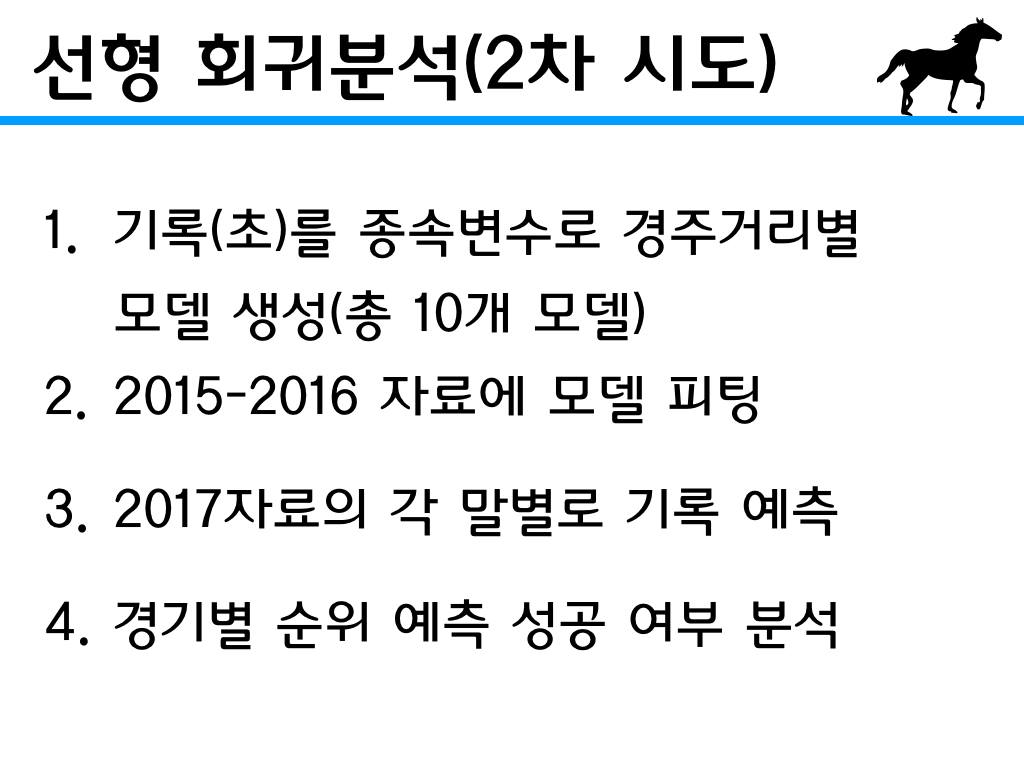 선형 회귀분석(2차 시도)
1. 기록(초)를 종속변수로 경주거리별
모델 생성(총 10개 모델)
2. 2015-2016 자료에 모델 피팅
3. 2017자료의 각 말별로 기록 예측
4. 경기별 순위 예측 성공 여부 분석